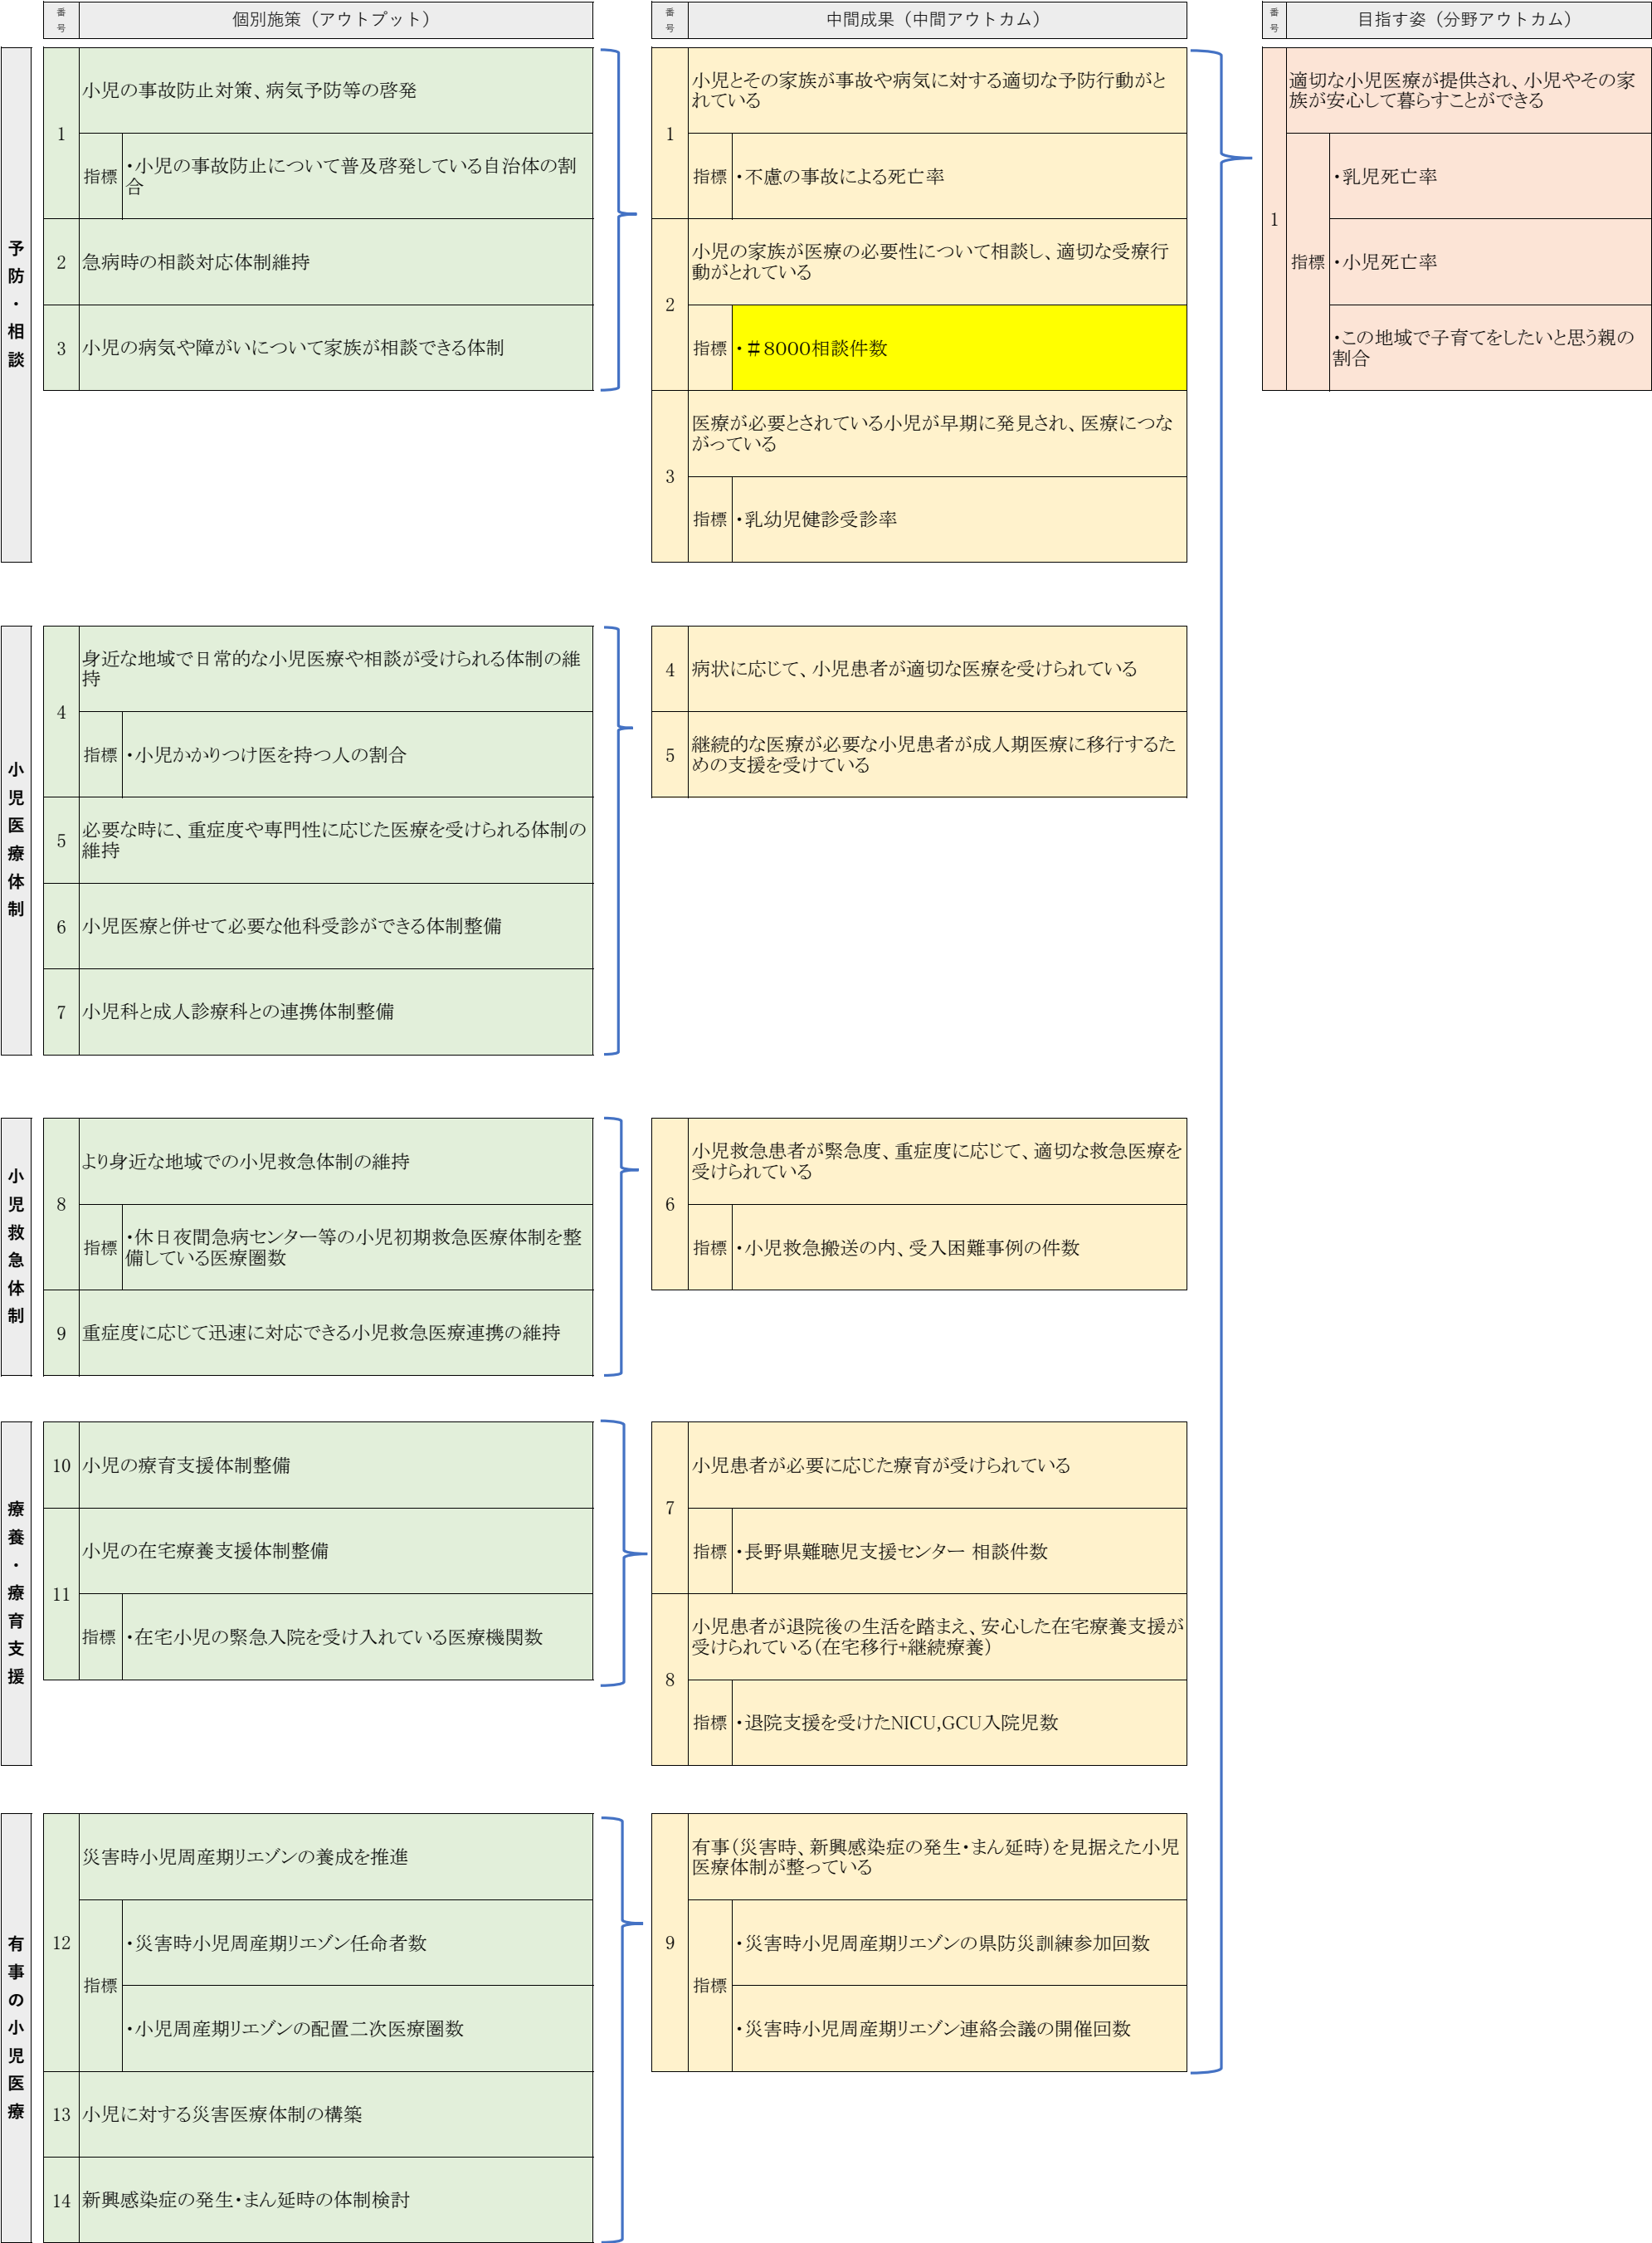 番号
個別施策（アウトプット）
番号
中間成果（中間アウトカム）
番号
目指す姿（分野アウトカム）
予防・相談
1
小児の事故防止対策、病気予防等の啓発
指標
・小児の事故防止について普及啓発している自治体の割
合
2
急病時の相談対応体制維持
3
小児の病気や障がいについて家族が相談できる体制
1
小児とその家族が事故や病気に対する適切な予防行動がと
れている
指標
・不慮の事故による死亡率
2
小児の家族が医療の必要性について相談し、適切な受療行
動がとれている
指標
・＃8000相談件数
3
医療が必要とされている小児が早期に発見され、医療につな
がっている
指標
・乳幼児健診受診率
1
適切な小児医療が提供され、小児やその家
族が安心して暮らすことができる
指標
・乳児死亡率
・小児死亡率
・この地域で子育てをしたいと思う親の
割合
小児医療体制
4
身近な地域で日常的な小児医療や相談が受けられる体制の維
持
指標
・小児かかりつけ医を持つ人の割合
5
必要な時に、重症度や専門性に応じた医療を受けられる体制の
維持
6
小児医療と併せて必要な他科受診ができる体制整備
7
小児科と成人診療科との連携体制整備
4
病状に応じて、小児患者が適切な医療を受けられている
5
継続的な医療が必要な小児患者が成人期医療に移行するた
めの支援を受けている
小児救急体制
8
より身近な地域での小児救急体制の維持
指標
・休日夜間急病センター等の小児初期救急医療体制を整
備している医療圏数
9
重症度に応じて迅速に対応できる小児救急医療連携の維持
6
小児救急患者が緊急度、重症度に応じて、適切な救急医療を
受けられている
指標
・小児救急搬送の内、受入困難事例の件数
療養・療育支援
10
小児の療育支援体制整備
11
小児の在宅療養支援体制整備
指標
・在宅小児の緊急入院を受け入れている医療機関数
7
小児患者が必要に応じた療育が受けられている
指標
・長野県難聴児支援センター 相談件数
8
小児患者が退院後の生活を踏まえ、安心した在宅療養支援が
受けられている（在宅移行+継続療養）
指標
・退院支援を受けたNICU,GCU入院児数
有事の小児医療
12
災害時小児周産期リエゾンの養成を推進
指標
・災害時小児周産期リエゾン任命者数
・小児周産期リエゾンの配置二次医療圏数
13
小児に対する災害医療体制の構築
14
新興感染症の発生・まん延時の体制検討
9
有事（災害時、新興感染症の発生・まん延時）を見据えた小児
医療体制が整っている
指標
・災害時小児周産期リエゾンの県防災訓練参加回数
・災害時小児周産期リエゾン連絡会議の開催回数